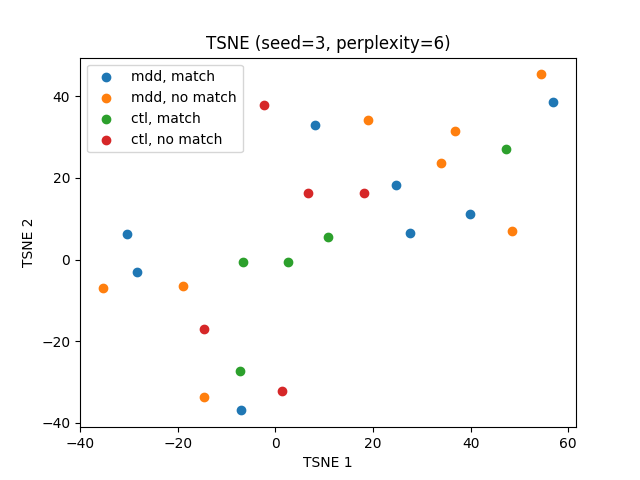 TSNE (seed=3, perplexity=6)
mdd, match
mdd, no match
ctl, match
ctl, no match
40
20
0
−20
−40
TSNE 2
−40 −20 0 20 40 60
TSNE 1